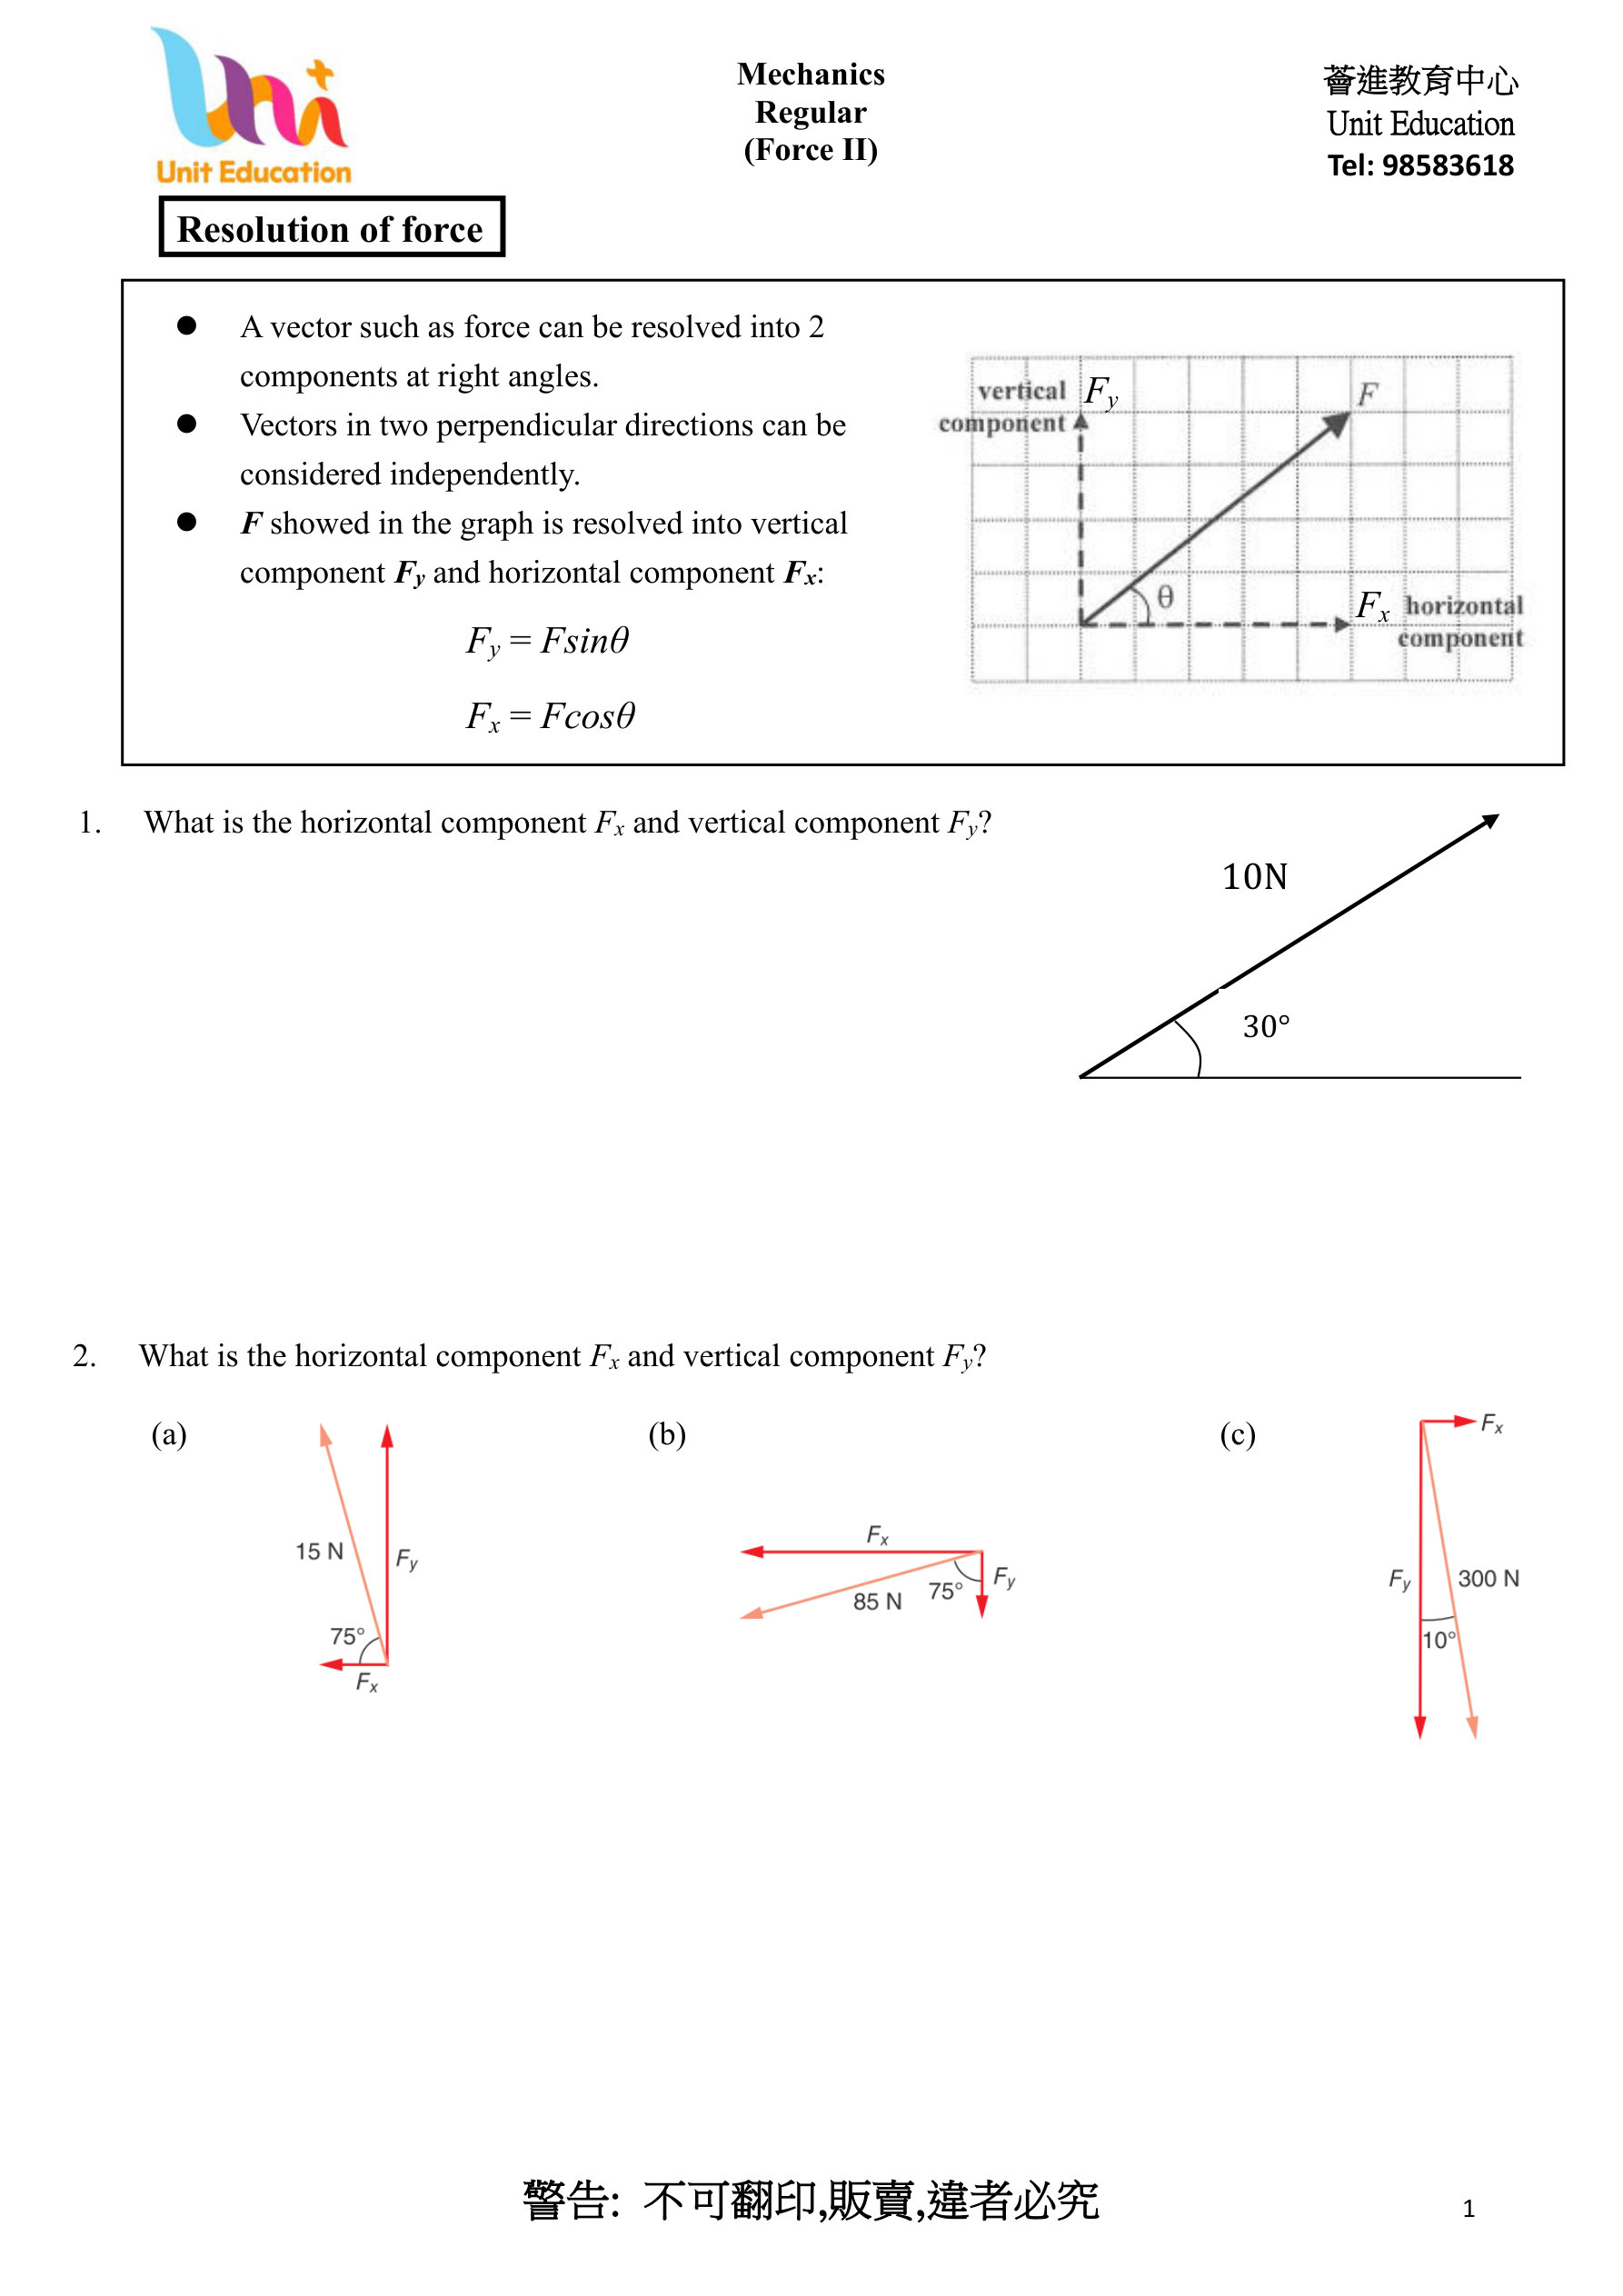 Unit Education
Mechanics
Regular
(Force II)
薈進教育中心
Unit Education
Tel: 98583618
Resolution of force
● A vector such as force can be resolved into 2
components at right angles.
● Vectors in two perpendicular directions can be
considered independently.
● F showed in the graph is resolved into vertical
component Fy and horizontal component Fx:
Fy = Fsinθ
Fx = Fcosθ
vertical Fy
component
F
θ
Fx horizontal
component
1. What is the horizontal component Fx and vertical component Fy?
10N
30°
2. What is the horizontal component Fx and vertical component Fy?
(a)
15 N
Fy
75°
Fx
(b)
Fx
Fy
75°
85 N
(c)
Fx
Fy
300 N
10°
警告: 不可翻印,販賣,違者必究
1